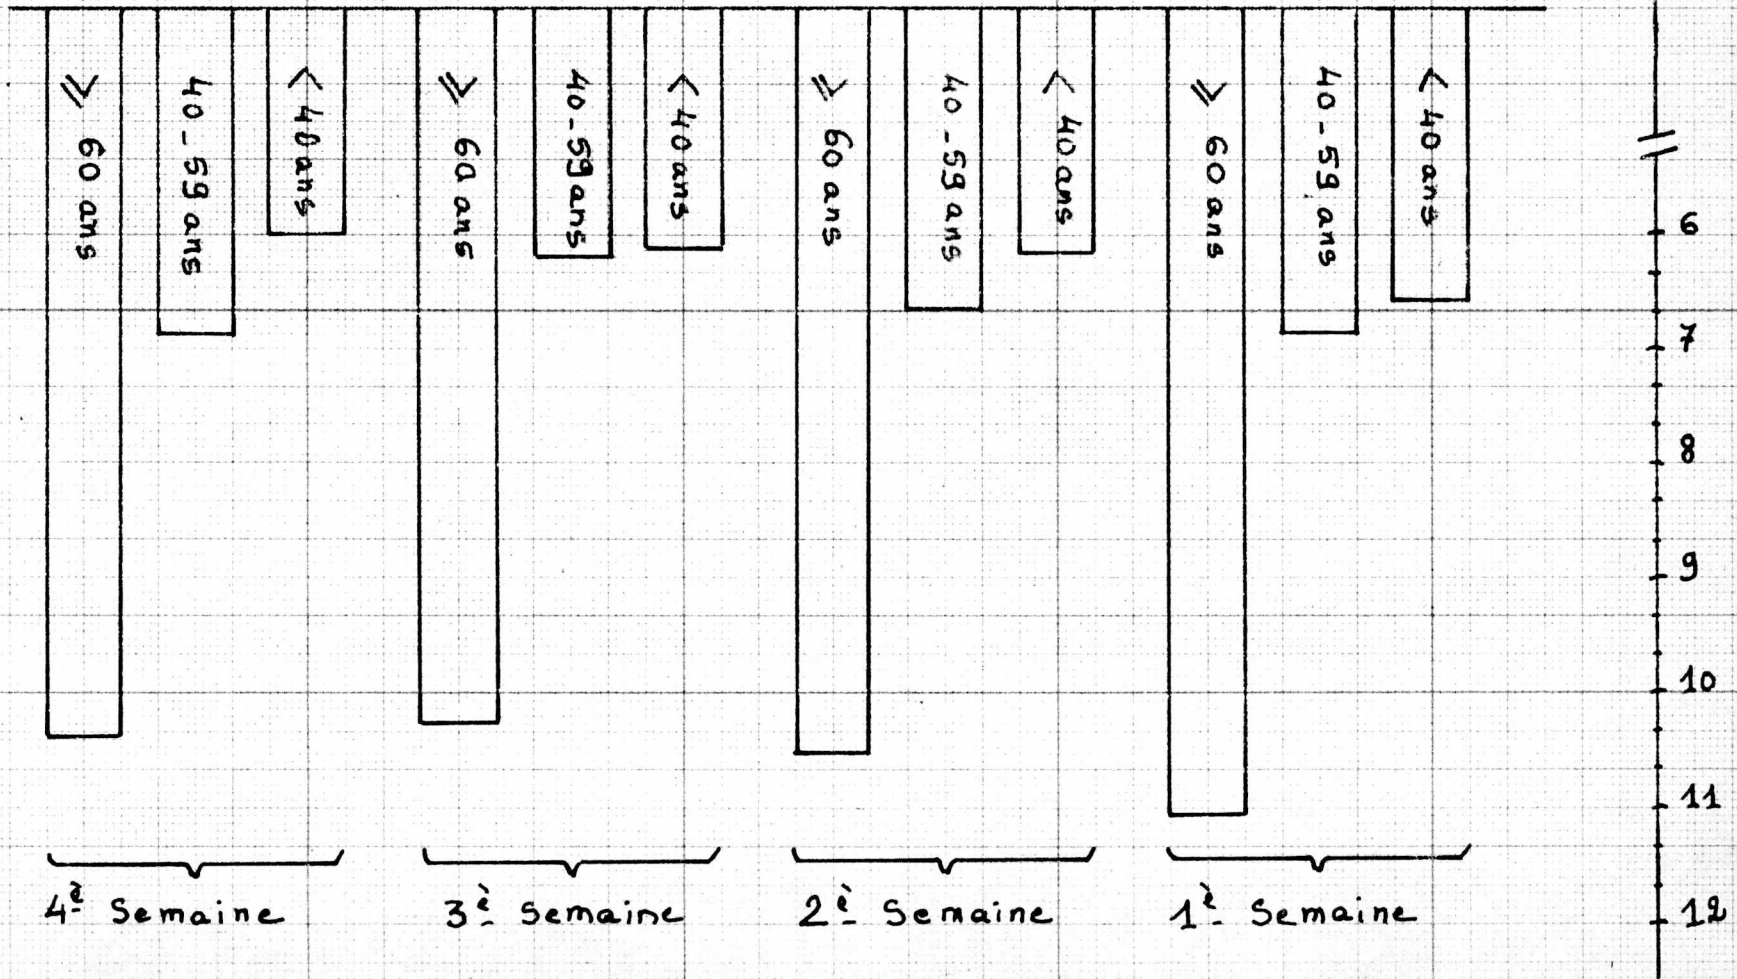 ≥ 60 ans
40-59 ans
< 40 ans
≥ 60 ans
40-59 ans
< 40 ans
≥ 60 ans
40-59 ans
< 40 ans
≥ 60 ans
40-59 ans
< 40 ans
6
7
8
9
10
11
12
4è Semaine
3è Semaine
2è Semaine
1è Semaine